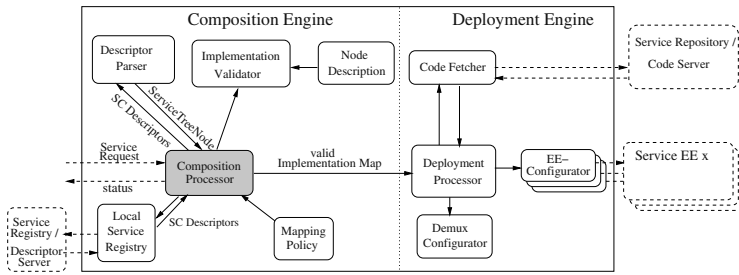 Composition Engine
Deployment Engine
Descriptor
Parser
Implementation
Validator
Node
Description
Code Fetcher
Service Repository /
Code Server
SC Descriptors
ServiceTreeNode
Service
Request
status
Composition
Processor
valid
Implementation Map
Deployment
Processor
EE-
Configurator
Service EE x
Service
Registry /
Descriptor
Server
Local
Service
Registry
SC Descriptors
Mapping
Policy
Demux
Configurator